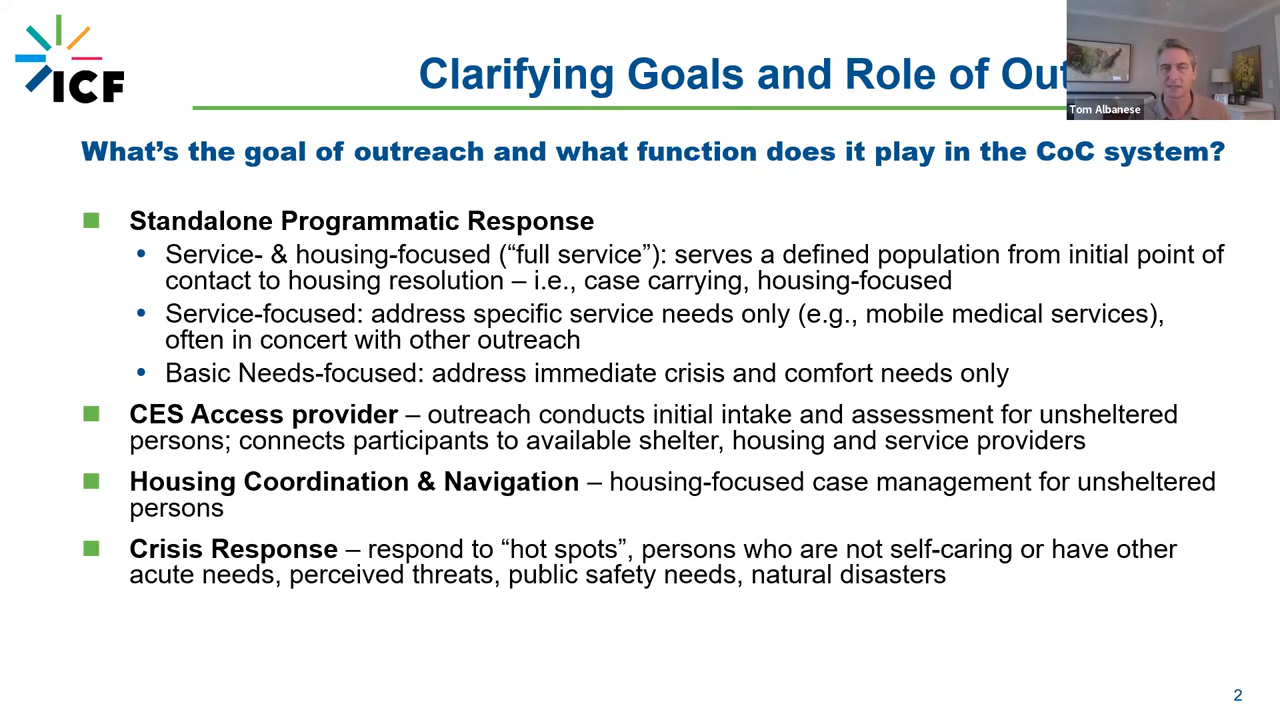 ICF
Clarifying Goals and Role of Out
Tom Albanese
What's the goal of outreach and what function does it play in the CoC system?
Standalone Programmatic Response
• Service- & housing-focused (“full service”): serves a defined population from initial point of
contact to housing resolution – i.e., case carrying, housing-focused
• Service-focused: address specific service needs only (e.g., mobile medical services),
often in concert with other outreach
• Basic Needs-focused: address immediate crisis and comfort needs only
CES Access provider – outreach conducts initial intake and assessment for unsheltered
persons; connects participants to available shelter, housing and service providers
Housing Coordination & Navigation – housing-focused case management for unsheltered
persons
Crisis Response – respond to “hot spots”, persons who are not self-caring or have other
acute needs, perceived threats, public safety needs, natural disasters
2